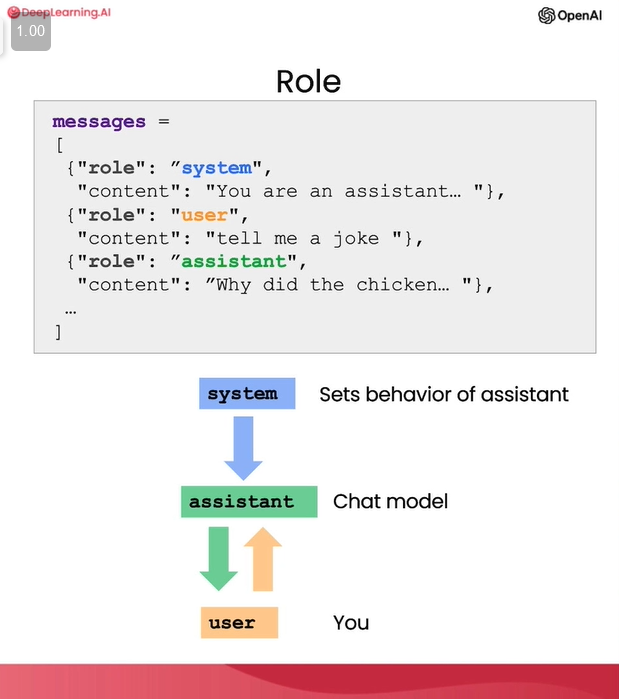 DeepLearning.AI
OpenAI
1.00
Role
messages =
[
{"role": ”system",
"content": "You are an assistant… "},
{"role": "user",
"content": "tell me a joke "},
{"role": ”assistant",
"content": ”Why did the chicken… "},
…
]
system Sets behavior of assistant
assistant Chat model
user You